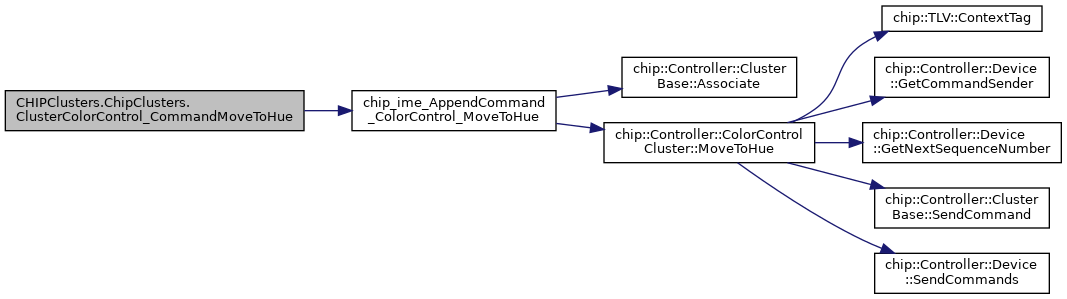 CHIPClusters.ChipClusters.
ClusterColorControl_CommandMoveToHue
chip_ime_AppendCommand
_ColorControl_MoveToHue
chip::Controller::Cluster
Base::Associate
chip::Controller::ColorControl
Cluster::MoveToHue
chip::TLV::ContextTag
chip::Controller::Device
::GetCommandSender
chip::Controller::Device
::GetNextSequenceNumber
chip::Controller::Cluster
Base::SendCommand
chip::Controller::Device
::SendCommands